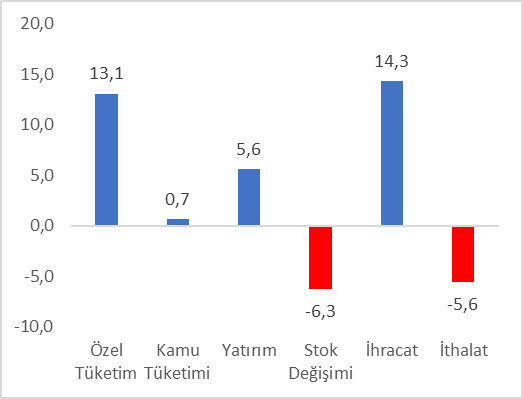 20,0
15,0
10,0
5,0
0,0
-5,0
-10,0
13,1
0,7
5,6
-6,3
14,3
-5,6
Özel
Tüketim
Kamu
Tüketimi
Yatırım
Stok
Değişimi
İhracat
İthalat